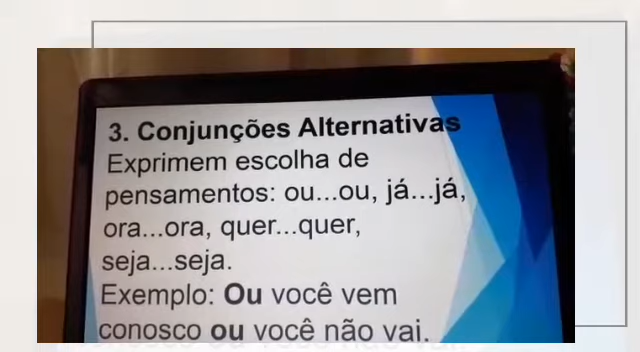 3. Conjunções Alternativas
Exprimem escolha de
pensamentos: ou...ou, já...já,
ora...ora, quer...quer,
seja...seja.
Exemplo: Ou você vem
conosco ou você não vai.